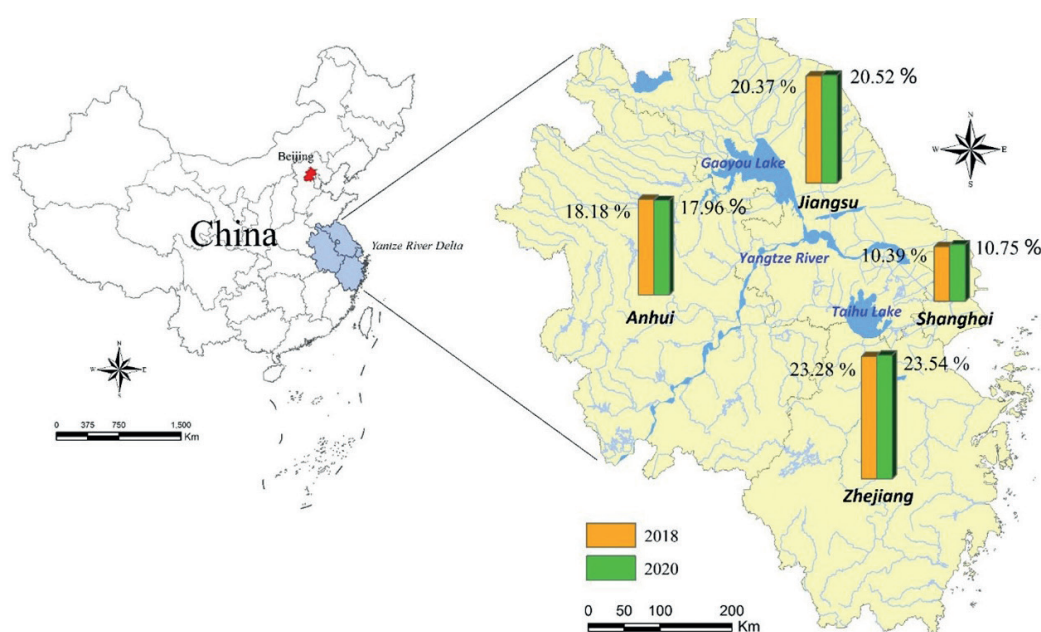 Beijing
China
Yantze River Delta
N
W E
S
0 375 750 1,500
Km
20.37 % 20.52 %
N
W E
S
Gaoyou Lake
Jiangsu
18.18 % 17.96 %
Yangtze River
10.39 % 10.75 %
Anhui
Taihu Lake
Shanghai
23.28 % 23.54 %
Zhejiang
2018
2020
0 50 100 200
Km